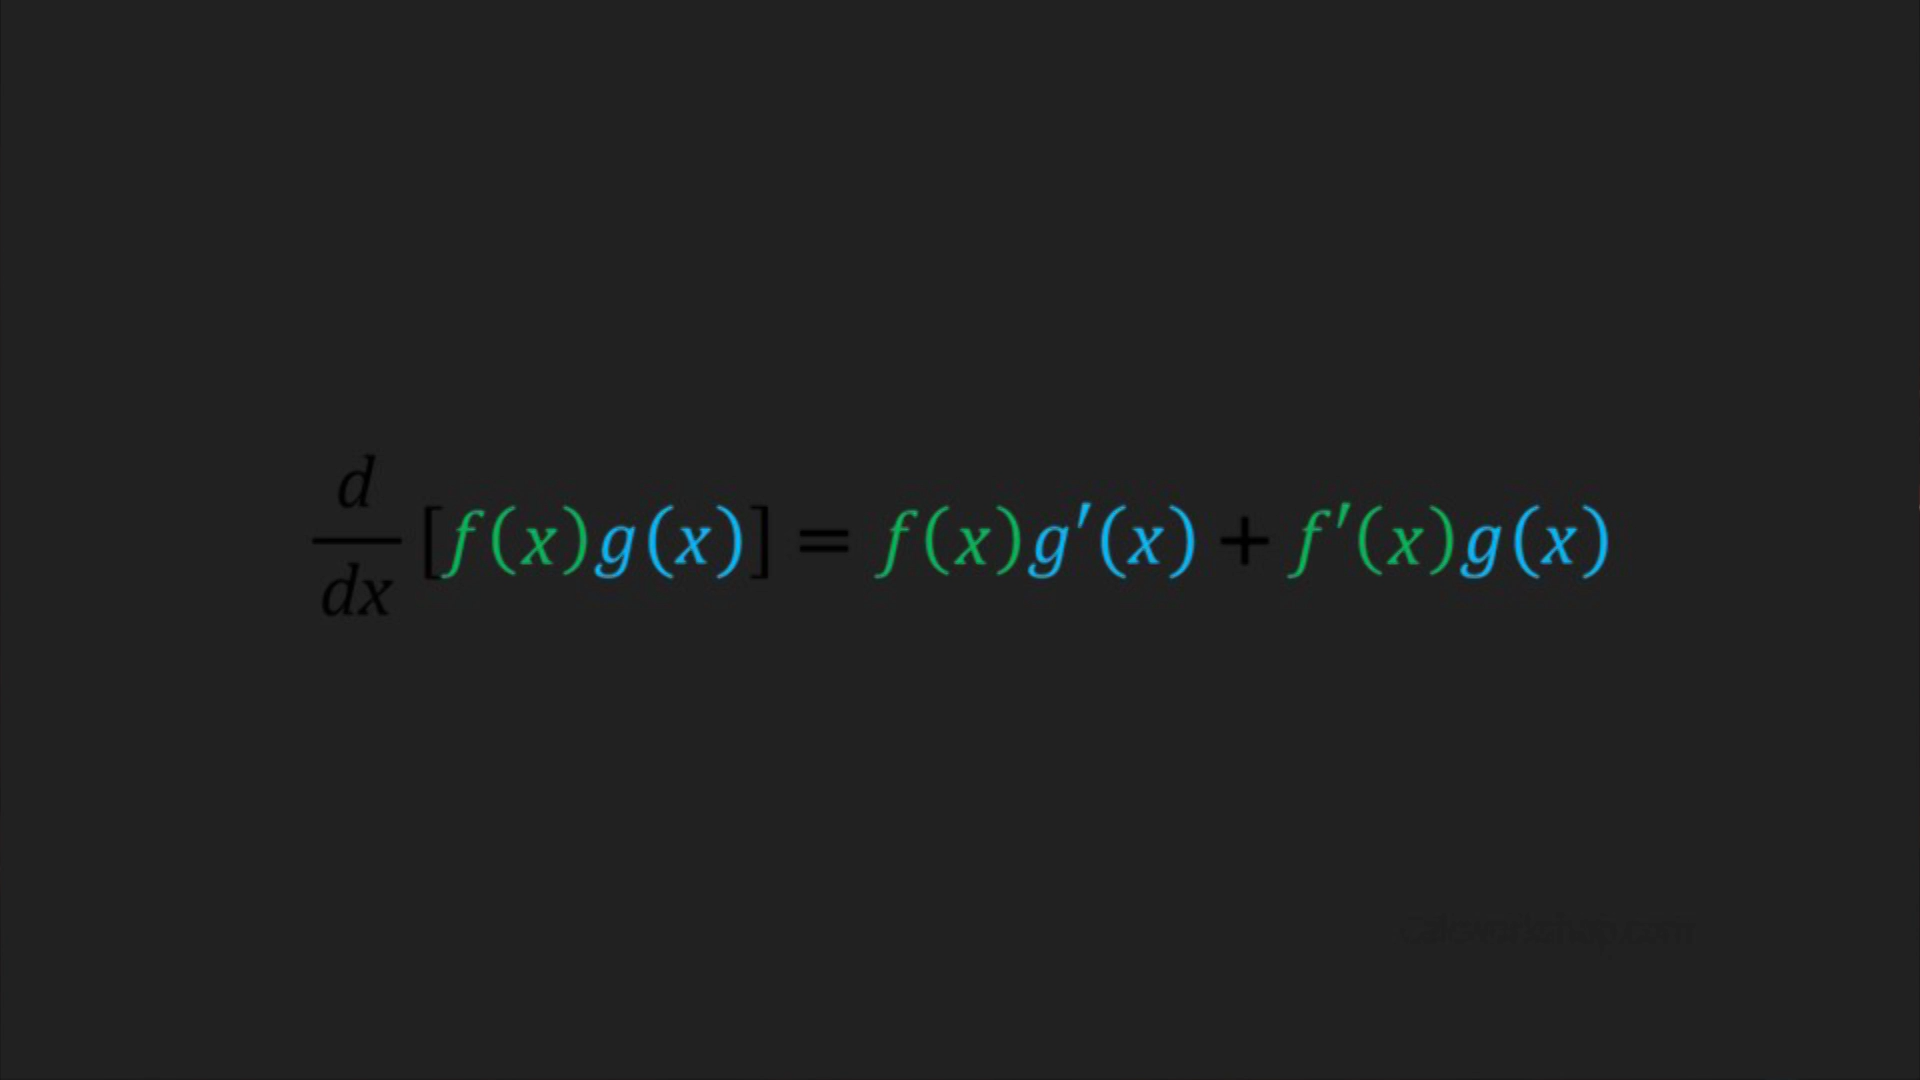 d/dx [f(x)g(x)] = f(x)g′(x) + f′(x)g(x)